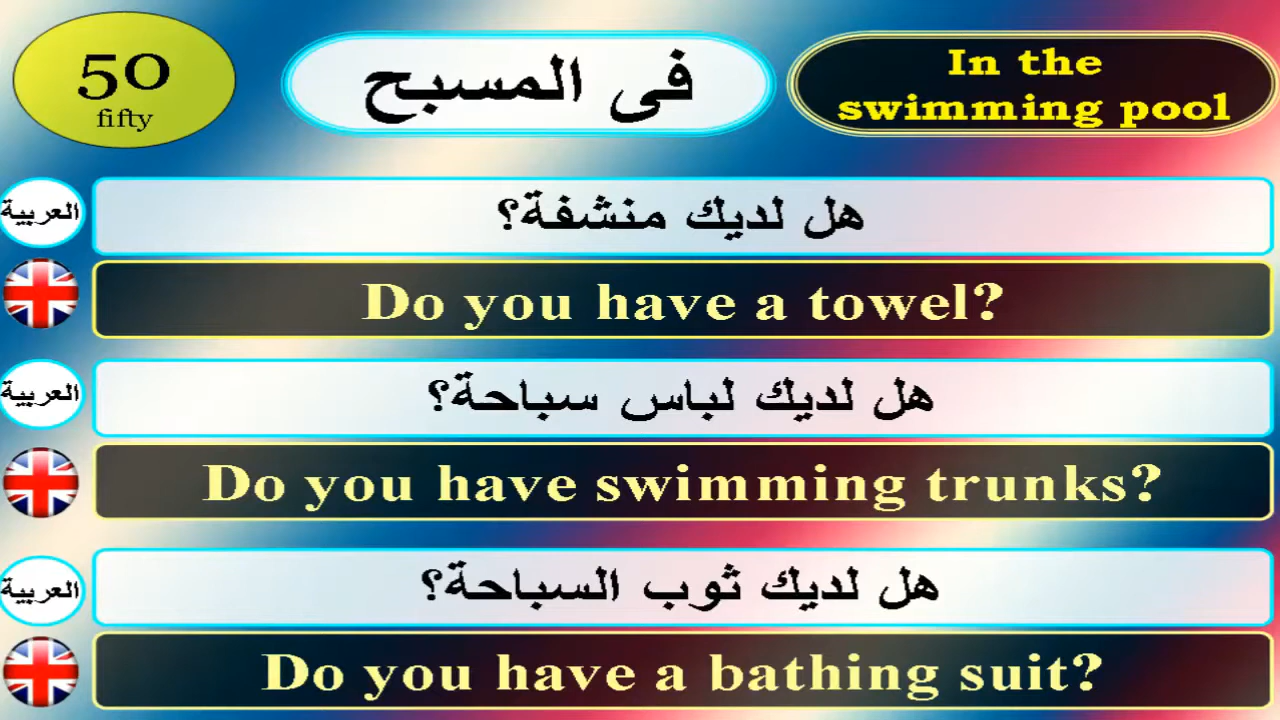 50
fifty
فى المسبح
In the
swimming pool
العربية
هل لديك منشفة؟
Do you have a towel?
العربية
هل لديك لباس سباحة؟
Do you have swimming trunks?
العربية
هل لديك ثوب السباحة؟
Do you have a bathing suit?